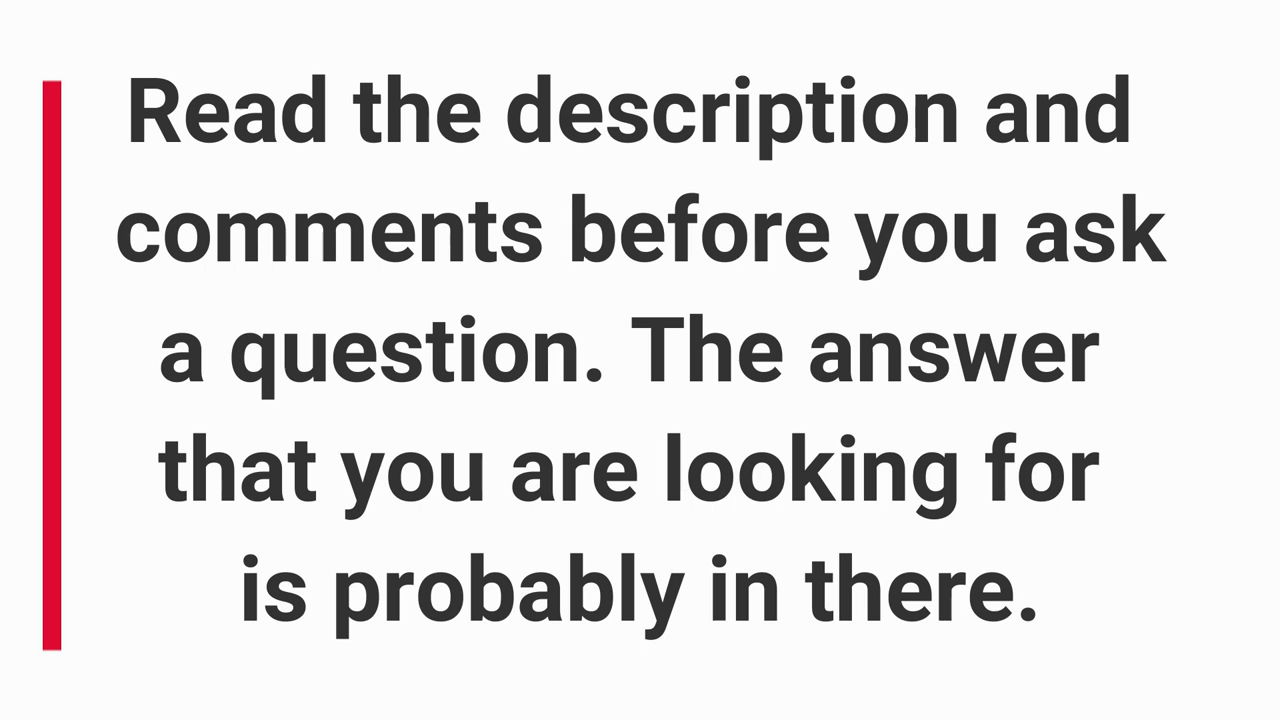 Read the description and
comments before you ask
a question. The answer
that you are looking for
is probably in there.